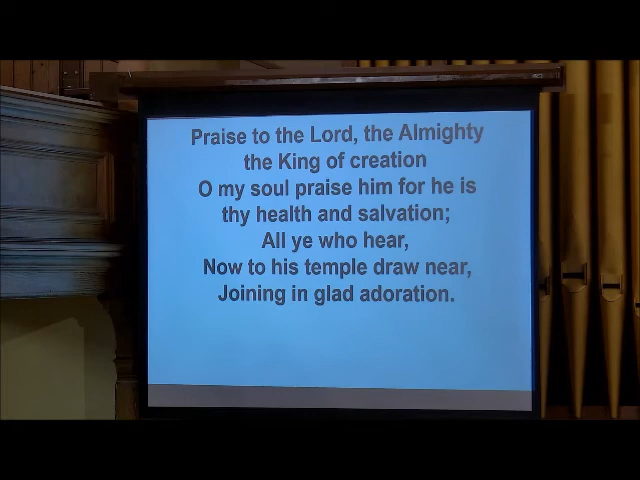 Praise to the Lord, the Almighty
the King of creation
O my soul praise him for he is
thy health and salvation;
All ye who hear,
Now to his temple draw near,
Joining in glad adoration.